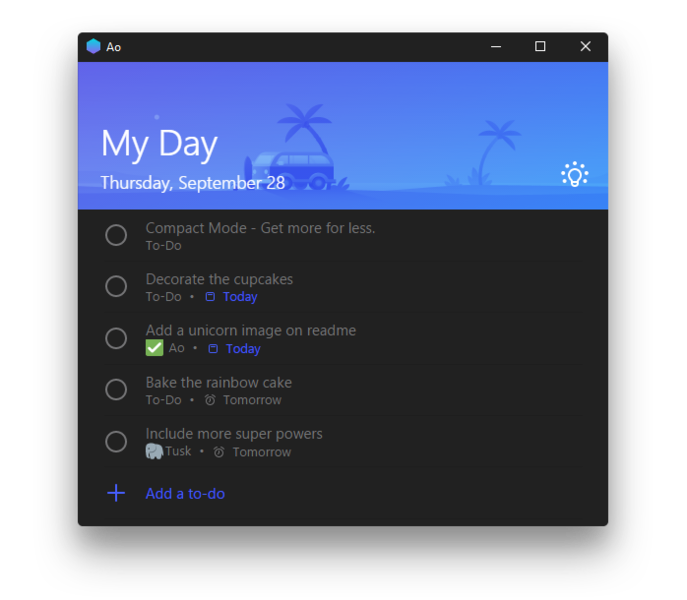 Ao
My Day
Thursday, September 28
Compact Mode - Get more for less.
To-Do
Decorate the cupcakes
To-Do • Today
Add a unicorn image on readme
✅ Ao • Today
Bake the rainbow cake
To-Do • Tomorrow
Include more super powers
🐘Tusk • Tomorrow
Add a to-do